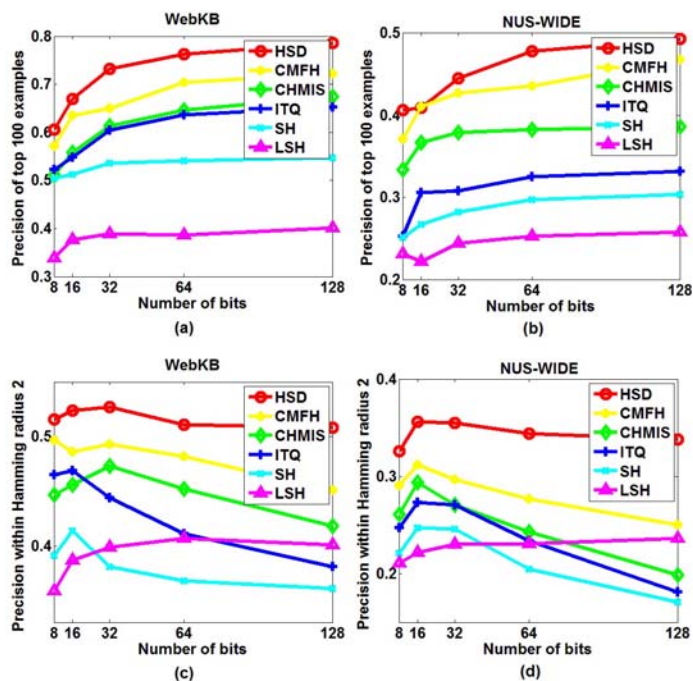 WebKB
Precision of top 100 examples
0.8
0.7
0.6
0.5
0.4
0.3
8 16 32 64 128
Number of bits
HSD
CMFH
CHMIS
ITQ
SH
LSH
(a)
NUS-WIDE
Precision of top 100 examples
0.5
0.4
0.3
0.2
8 16 32 64 128
Number of bits
HSD
CMFH
CHMIS
ITQ
SH
LSH
(b)
WebKB
Precision within Hamming radius 2
0.5
0.4
8 16 32 64 128
Number of bits
HSD
CMFH
CHMIS
ITQ
SH
LSH
(c)
NUS-WIDE
Precision within Hamming radius 2
0.4
0.3
0.2
8 16 32 64 128
Number of bits
HSD
CMFH
CHMIS
ITQ
SH
LSH
(d)